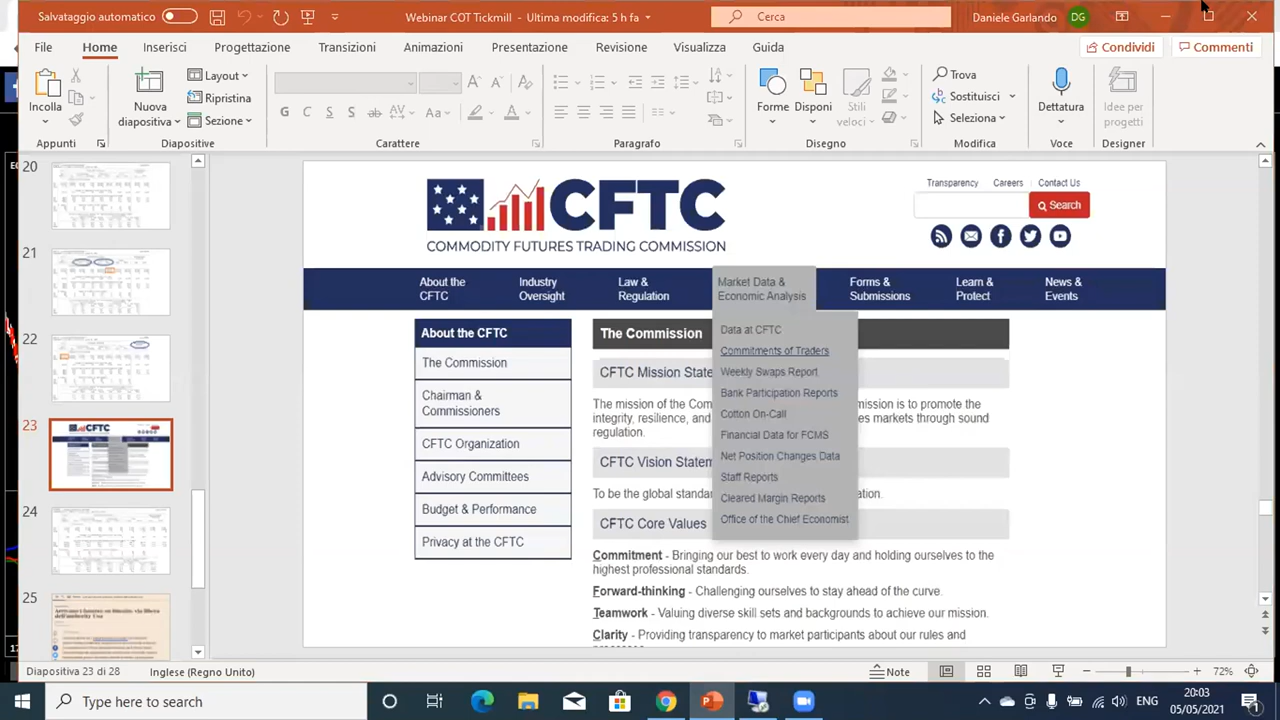 Salvataggio automatico
Webinar COT Tickmill - Ultima modifica: 5 h fa
Cerca
Daniele Garlando
DG
File
Home
Inserisci
Progettazione
Transizioni
Animazioni
Presentazione
Revisione
Visualizza
Guida
Condividi
Commenti
Incolla
Nuova
diapositiva
Layout
Ripristina
Sezione
Forme
Disponi
Stili
veloci
Trova
Sostituisci
Seleziona
Dettatura
Idee per
progetti
Appunti
Diapositive
Carattere
Paragrafo
Disegno
Modifica
Voce
Designer
20
21
22
23
24
25
CFTC
COMMODITY FUTURES TRADING COMMISSION
Transparency
Careers
Contact Us
Search
About the
CFTC
Industry
Oversight
Law &
Regulation
Market Data &
Economic Analysis
Forms &
Submissions
Learn &
Protect
News &
Events
About the CFTC
The Commission
Chairman &
Commissioners
CFTC Organization
Advisory Committees
Budget & Performance
Privacy at the CFTC
Data at CFTC
Commitments of Traders
Weekly Swaps Report
Bank Participation Reports
Cotton On-Call
Financial Data for FCMS
Net Position Changes Data
Staff Reports
Cleared Margin Reports
Office of the Chief Economist
The Commission
CFTC Mission State
The mission of the Com mission is to promote the
integrity, resilience, and es markets through sound
regulation.
CFTC Vision Statem
To be the global standa ation.
CFTC Core Values
Commitment - Bringing our best to work every day and holding ourselves to the
highest professional standards.
Forward-thinking - Challenging ourselves to stay ahead of the curve.
Teamwork - Valuing diverse skill sets and backgrounds to achieve our mission.
Clarity - Providing transparency to market participants about our rules and
Diapositiva 23 di 28
Inglese (Regno Unito)
Note
72%
Type here to search
ENG
20:03
05/05/2021